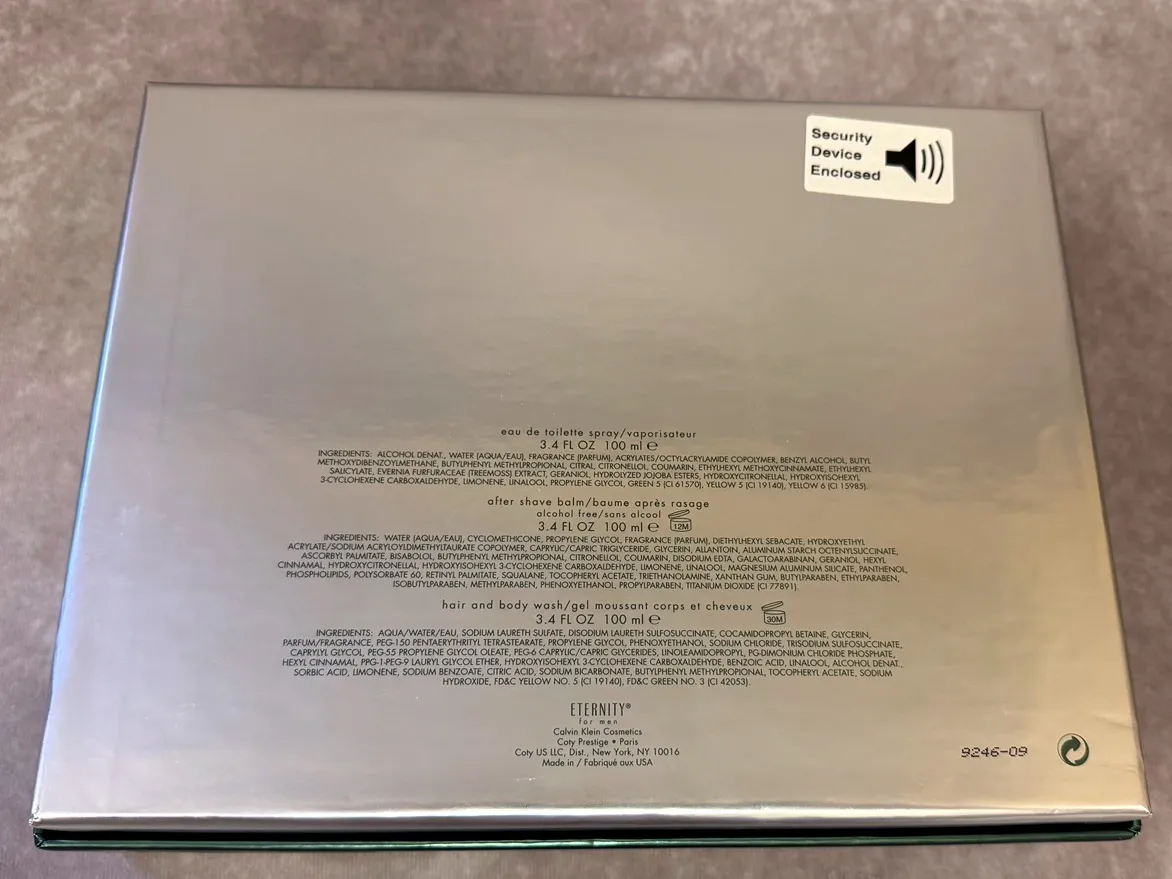 Security
Device
Enclosed
eau de toilette spray/vaporisateur
3.4 FL OZ 100 ml ℮
INGREDIENTS: ALCOHOL DENAT., WATER (AQUA/EAU), FRAGRANCE (PARFUM), ACRYLATES/OCTYLACRYLAMIDE COPOLYMER, BENZYL ALCOHOL, BUTYL
METHOXYDIBENZOYLMETHANE, BUTYLPHENYL METHYLPROPIONAL, CITRAL, CITRONELLOL, COUMARIN, ETHYLHEXYL METHOXYCINNAMATE, ETHYLHEXYL
SALICYLATE, EVERNIA FURFURACEAE (TREEMOSS) EXTRACT, GERANIOL, HYDROLYZED JOJOBA ESTERS, HYDROXYCITRONELLAL, HYDROXYISOHEXYL
3-CYCLOHEXENE CARBOXALDEHYDE, LIMONENE, LINALOOL, PROPYLENE GLYCOL, GREEN 5 (CI 61570), YELLOW 5 (CI 19140), YELLOW 6 (CI 15985).
after shave balm/baume après rasage
alcohol free/sans alcool 12M
3.4 FL OZ 100 ml ℮
INGREDIENTS: WATER (AQUA/EAU), CYCLOMETHICONE, PROPYLENE GLYCOL, FRAGRANCE (PARFUM), DIETHYLHEXYL SEBACATE, HYDROXYETHYL
ACRYLATE/SODIUM ACRYLOYLDIMETHYLTAURATE COPOLYMER, CAPRYLIC/CAPRIC TRIGLYCERIDE, GLYCERIN, ALLANTOIN, ALUMINUM STARCH OCTENYLSUCCINATE,
ASCORBYL PALMITATE, BISABOLOL, BUTYLPHENYL METHYLPROPIONAL, CITRONELLOL, COUMARIN, DISODIUM EDTA, GALACTOARABINAN, GERANIOL, HEXYL
CINNAMAL, HYDROXYCITRONELLAL, HYDROXYISOHEXYL 3-CYCLOHEXENE CARBOXALDEHYDE, LIMONENE, LINALOOL, MAGNESIUM ALUMINUM SILICATE, PANTHENOL,
PHOSPHOLIPIDS, POLYSORBATE 60, RETINYL PALMITATE, SQUALANE, TOCOPHERYL ACETATE, TRIETHANOLAMINE, XANTHAN GUM, BUTYLPARABEN, ETHYLPARABEN,
ISOBUTYLPARABEN, METHYLPARABEN, PHENOXYETHANOL, PROPYLPARABEN, TITANIUM DIOXIDE (CI 77891).
hair and body wash/gel moussant corps et cheveux
3.4 FL OZ 100 ml ℮ 30M
INGREDIENTS: AQUA/WATER/EAU, SODIUM LAURETH SULFATE, DISODIUM LAURETH SULFOSUCCINATE, COCAMIDOPROPYL BETAINE, GLYCERIN,
PARFUM/FRAGRANCE, PEG-150 PENTAERYTHRITYL TETRASTEARATE, PROPYLENE GLYCOL, PHENOXYETHANOL, SODIUM CHLORIDE, TRISODIUM SULFOSUCCINATE,
CAPRYLYL GLYCOL, PEG-55 PROPYLENE GLYCOL OLEATE, PEG-6 CAPRYLIC/CAPRIC GLYCERIDES, LINOLEAMIDOPROPYL, PG-DIMONIUM CHLORIDE PHOSPHATE,
HEXYL CINNAMAL, PPG-1-PEG-9 LAURYL GLYCOL ETHER, HYDROXYISOHEXYL 3-CYCLOHEXENE CARBOXALDEHYDE, BENZOIC ACID, LINALOOL, ALCOHOL DENAT.,
SORBIC ACID, LIMONENE, SODIUM BENZOATE, CITRIC ACID, SODIUM BICARBONATE, BUTYLPHENYL METHYLPROPIONAL, TOCOPHERYL ACETATE, SODIUM
HYDROXIDE, FD&C YELLOW NO. 5 (CI 19140), FD&C GREEN NO. 3 (CI 42053).
ETERNITY®
for men
Calvin Klein Cosmetics
Coty Prestige • Paris
Coty US LLC, Dist., New York, NY 10016
Made in / Fabriqué aux USA
9246-09